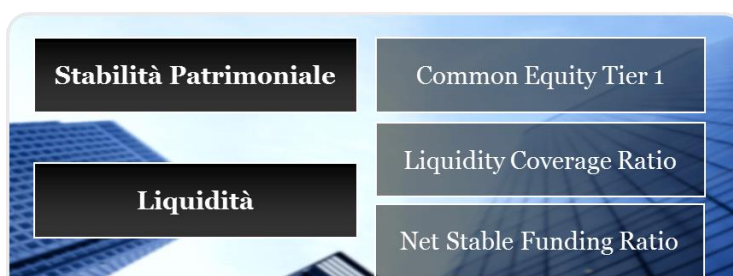 Stabilità Patrimoniale
Common Equity Tier 1
Liquidity Coverage Ratio
Liquidità
Net Stable Funding Ratio